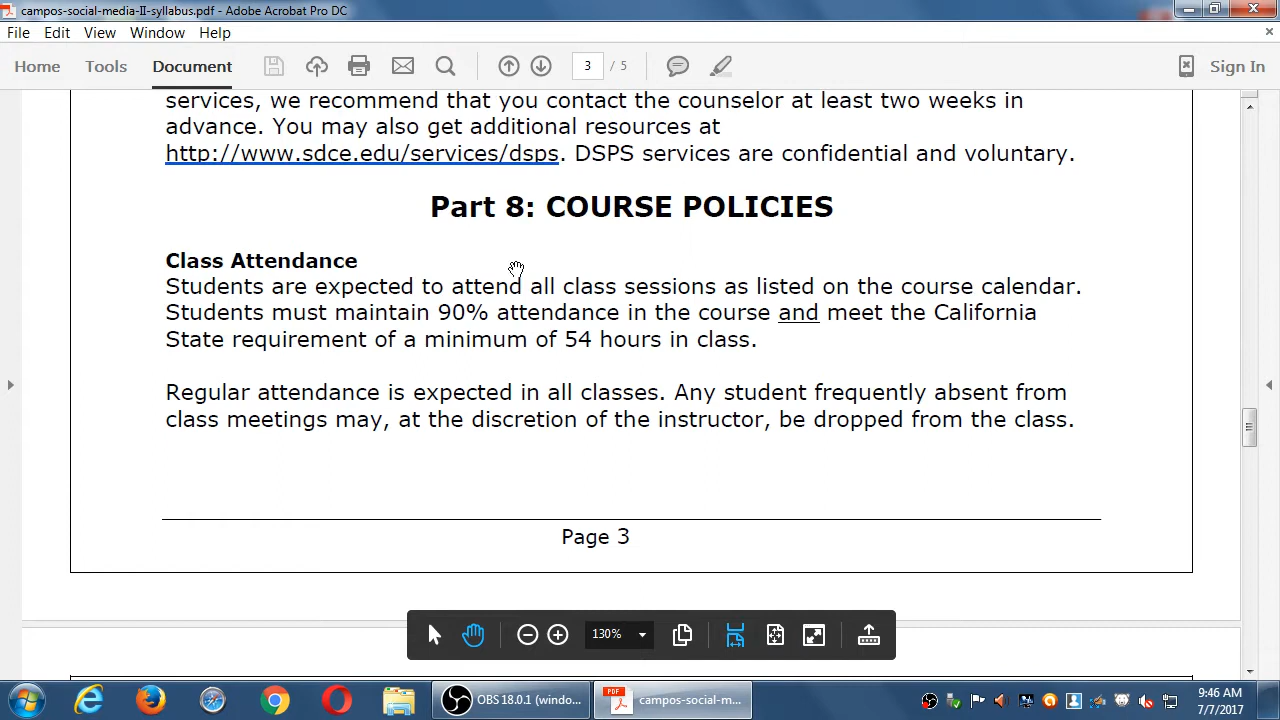 campos-social-media-II-syllabus.pdf - Adobe Acrobat Pro DC
File Edit View Window Help
Home Tools Document 3 / 5 Sign In
services, we recommend that you contact the counselor at least two weeks in
advance. You may also get additional resources at
http://www.sdce.edu/services/dsps. DSPS services are confidential and voluntary.
Part 8: COURSE POLICIES
Class Attendance
Students are expected to attend all class sessions as listed on the course calendar.
Students must maintain 90% attendance in the course and meet the California
State requirement of a minimum of 54 hours in class.
Regular attendance is expected in all classes. Any student frequently absent from
class meetings may, at the discretion of the instructor, be dropped from the class.
Page 3
130%
OBS 18.0.1 (windo... PDF campos-social-m... 9:46 AM
7/7/2017